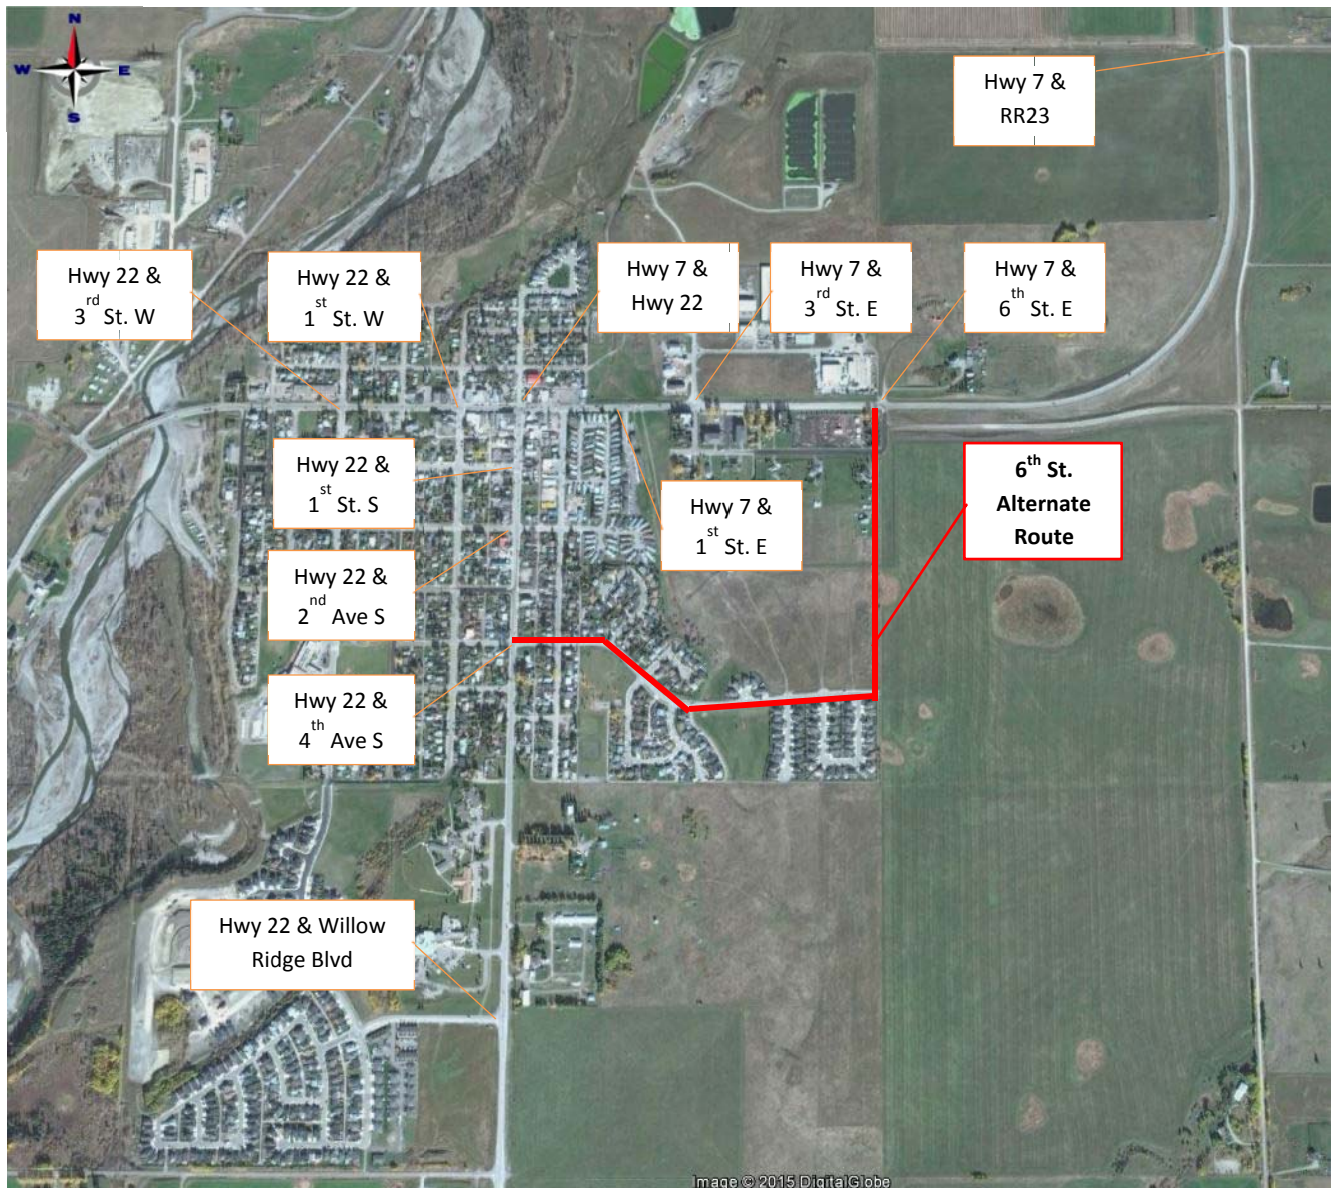 N
W E
S
Hwy 7 &
RR23
Hwy 22 &
3rd St. W
Hwy 22 &
1st St. W
Hwy 7 &
Hwy 22
Hwy 7 &
3rd St. E
Hwy 7 &
6th St. E
Hwy 22 &
1st St. S
Hwy 7 &
1st St. E
6th St.
Alternate
Route
Hwy 22 &
2nd Ave S
Hwy 22 &
4th Ave S
Hwy 22 & Willow
Ridge Blvd
Image © 2015 DigitalGlobe